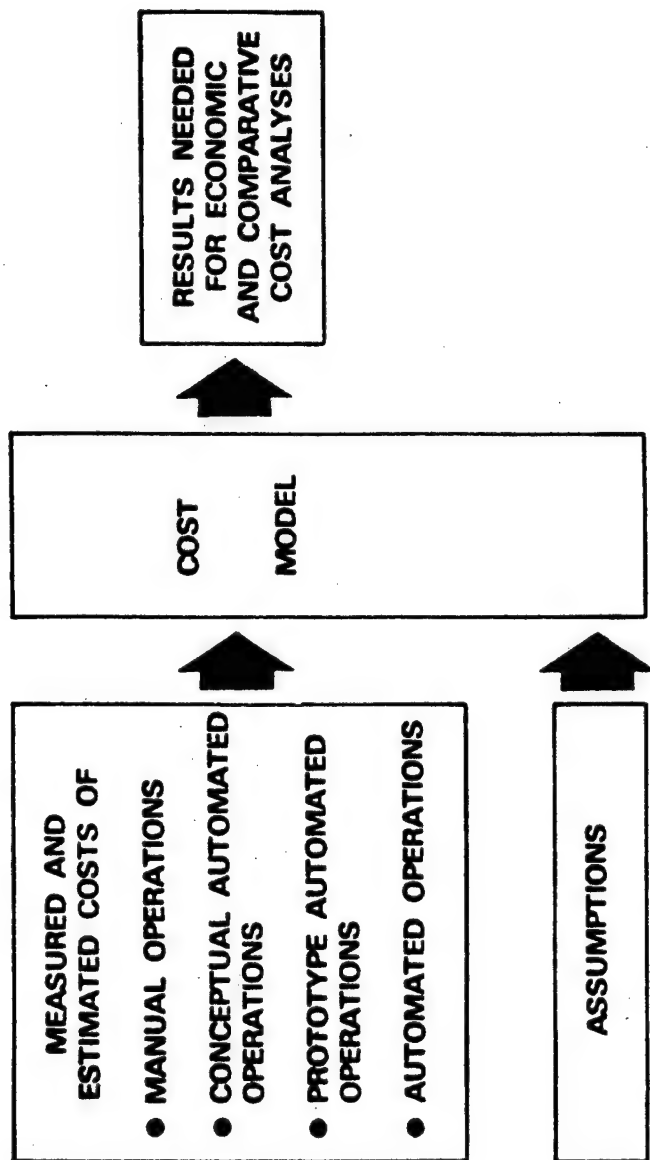 MEASURED AND
ESTIMATED COSTS OF
● MANUAL OPERATIONS
● CONCEPTUAL AUTOMATED
OPERATIONS
● PROTOTYPE AUTOMATED
OPERATIONS
● AUTOMATED OPERATIONS
ASSUMPTIONS
COST
MODEL
RESULTS NEEDED
FOR ECONOMIC
AND COMPARATIVE
COST ANALYSES